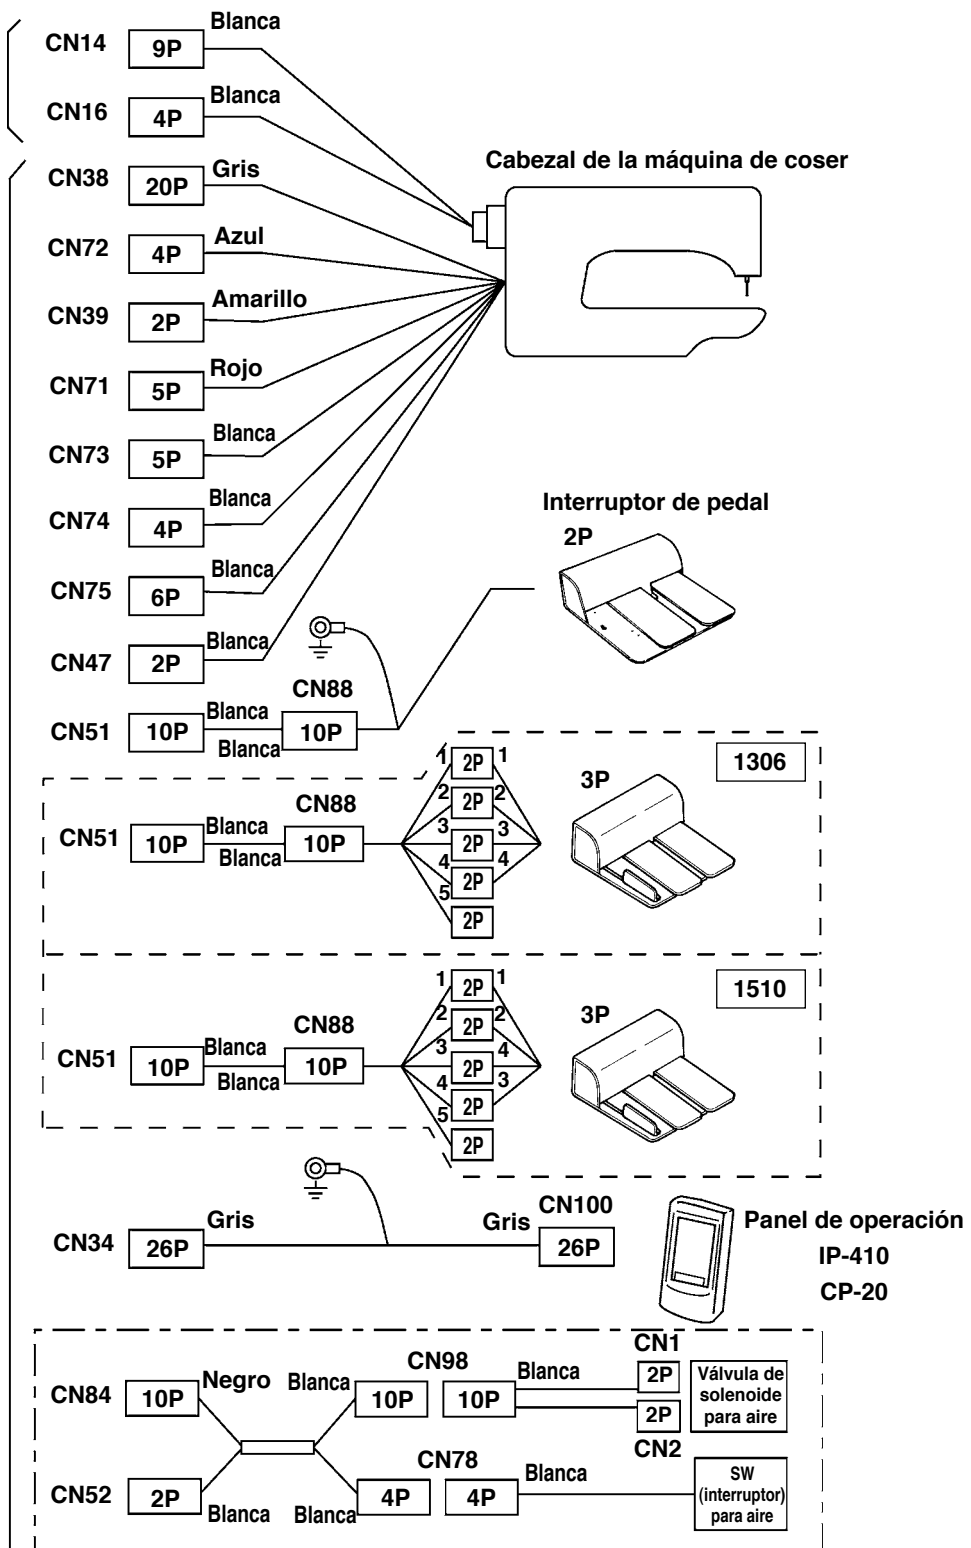 CN14 9P Blanca
CN16 4P Blanca
Cabezal de la máquina de coser
CN38 20P Gris
CN72 4P Azul
CN39 2P Amarillo
CN71 5P Rojo
CN73 5P Blanca
CN74 4P Blanca
CN75 6P Blanca
CN47 2P Blanca
Interruptor de pedal
2P
CN51 10P Blanca Blanca CN88 10P
1306
CN51 10P Blanca Blanca CN88 10P
1 2P 1
2 2P 2
3 2P 3
4 2P 4
5 2P
3P
1510
CN51 10P Blanca Blanca CN88 10P
1 2P 1
2 2P 2
3 2P 4
4 2P 3
5 2P
3P
CN34 26P Gris Gris CN100 26P
Panel de operación
IP-410
CP-20
CN84 10P Negro Blanca CN98 10P 10P Blanca CN1 2P
2P CN2
Válvula de
solenoide
para aire
CN52 2P Blanca Blanca CN78 4P 4P Blanca
SW
(interruptor)
para aire